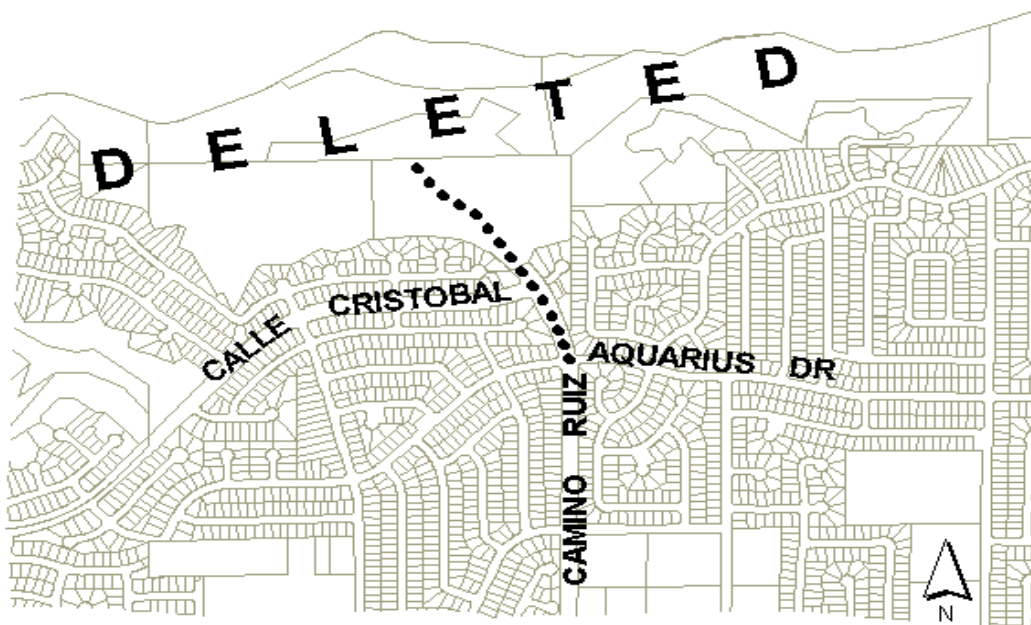 DELETED
CALLE CRISTOBAL
AQUARIUS DR
CAMINO RUIZ
N